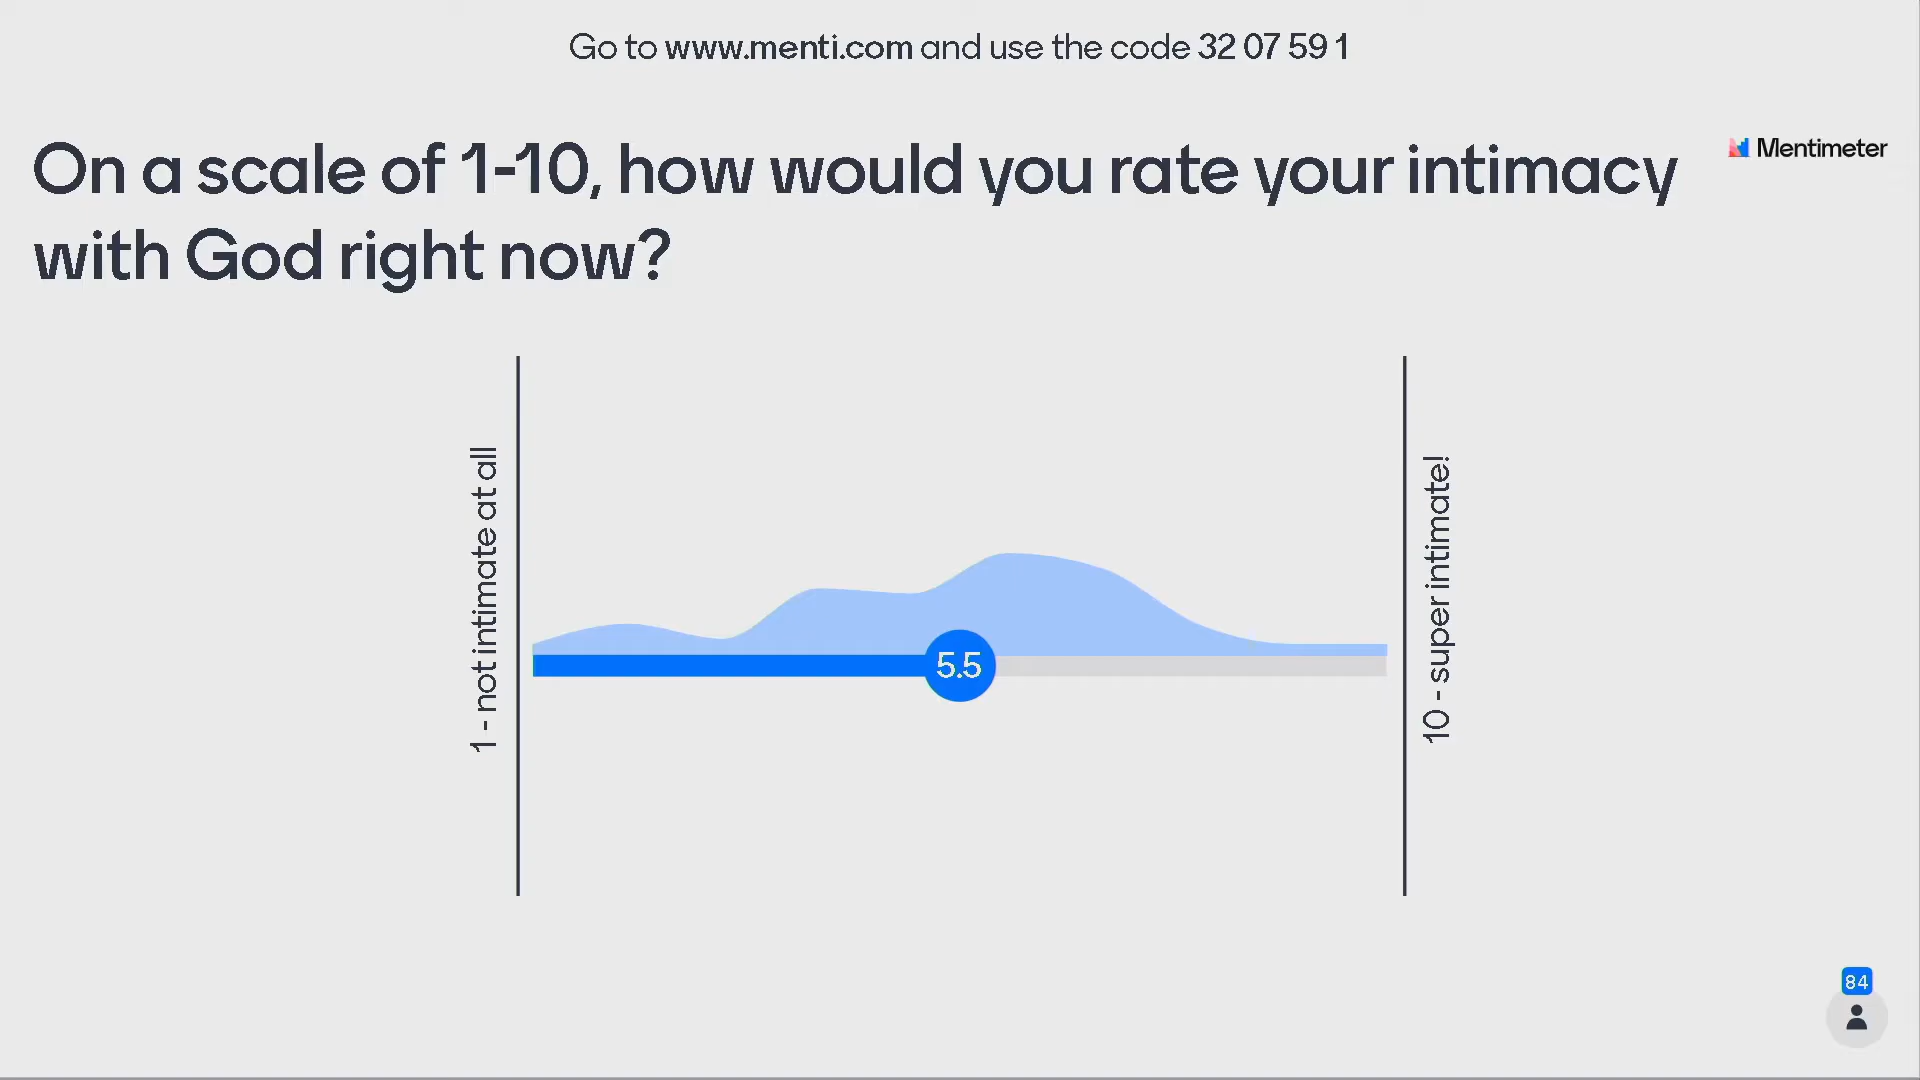 Go to www.menti.com and use the code 32 07 59 1
On a scale of 1-10, how would you rate your intimacy
with God right now?
Mentimeter
1 - not intimate at all
5.5
10 - super intimate!
84